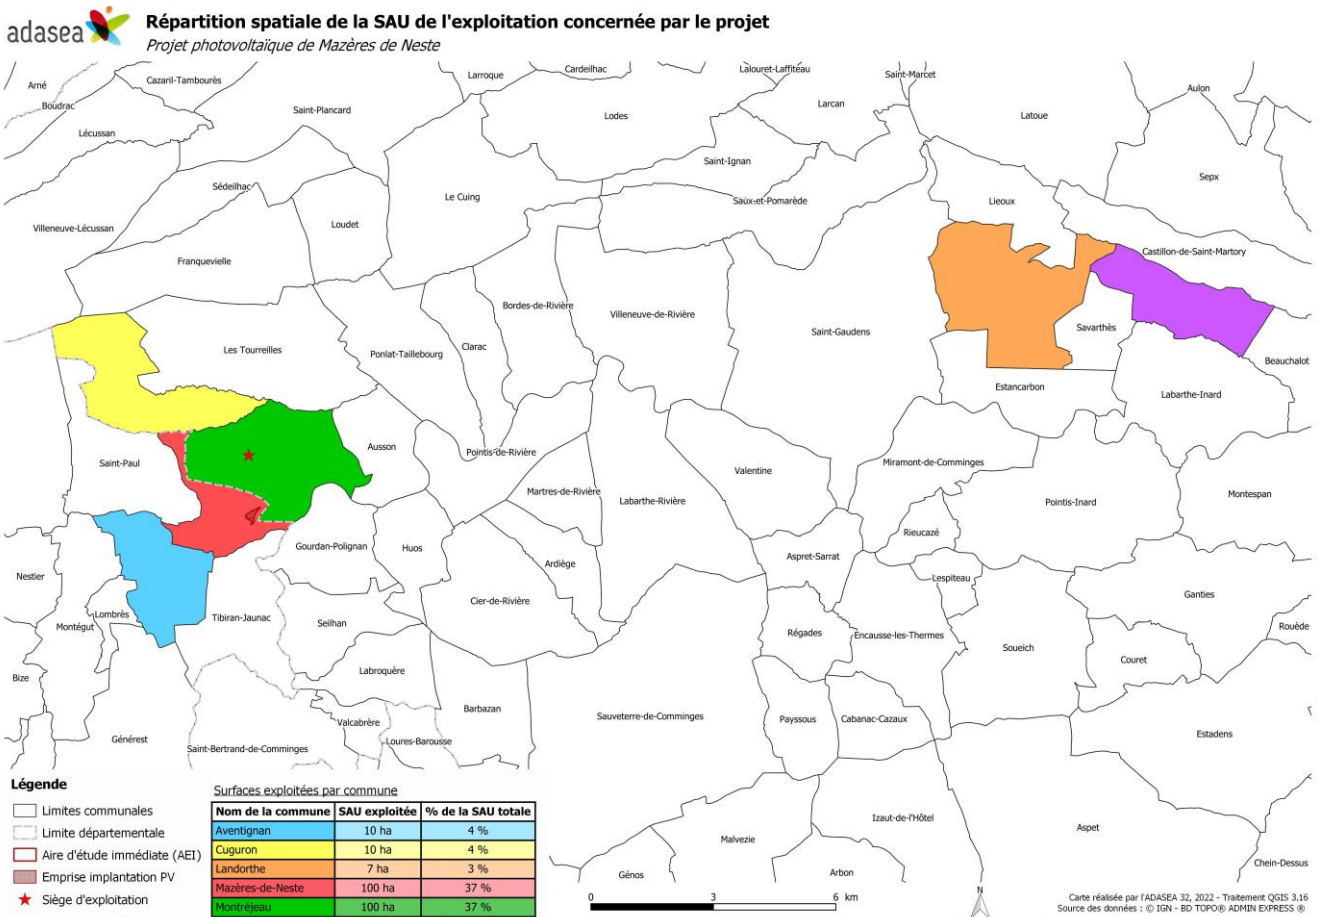 adasea
Répartition spatiale de la SAU de l'exploitation concernée par le projet
Projet photovoltaïque de Mazères de Neste
Arné
Boudrac
Cazaril-Tambourès
Larroque
Cardeilhac
Lalouret-Laffiteau
Saint-Marcet
Aulon
Saint-Plancard
Lodes
Larcan
Latoue
Lécussan
Saint-Ignan
Sepx
Sédeilhac
Le Cuing
Saux-et-Pomarède
Lieoux
Villeneuve-Lécussan
Loudet
Castillon-de-Saint-Martory
Franquevielle
Bordes-de-Rivière
Villeneuve-de-Rivière
Saint-Gaudens
Savarthès
Les Tourreilles
Ponlat-Taillebourg
Clarac
Beauchalot
Estancarbon
Labarthe-Inard
Saint-Paul
Ausson
Pointis-de-Rivière
Valentine
Miramont-de-Comminges
Martres-de-Rivière
Labarthe-Rivière
Pointis-Inard
Montespan
Rieucazé
Gourdan-Polignan
Huos
Ardiège
Aspret-Sarrat
Nestier
Lespiteau
Cier-de-Rivière
Ganties
Lombrès
Montégut
Tibiran-Jaunac
Seilhan
Régades
Encausse-les-Thermes
Rouède
Soueich
Couret
Bize
Labroquère
Barbazan
Sauveterre-de-Comminges
Payssous
Cabanac-Cazaux
Valcabrère
Estadens
Générest
Saint-Bertrand-de-Comminges
Loures-Barousse
Izaut-de-l'Hôtel
Aspet
Malvezie
Génos
Arbon
Chein-Dessus
Légende
Limites communales
Limite départementale
Aire d'étude immédiate (AEI)
Emprise implantation PV
Siège d'exploitation
Surfaces exploitées par commune
Nom de la commune SAU exploitée % de la SAU totale
Aventignan 10 ha 4 %
Cuguron 10 ha 4 %
Landorthe 7 ha 3 %
Mazères-de-Neste 100 ha 37 %
Montréjeau 100 ha 37 %
0 3 6 km
N
Carte réalisée par l'ADASEA 32, 2022 - Traitement QGIS 3.16
Source des données : © IGN - BD TOPO® ADMIN EXPRESS ®